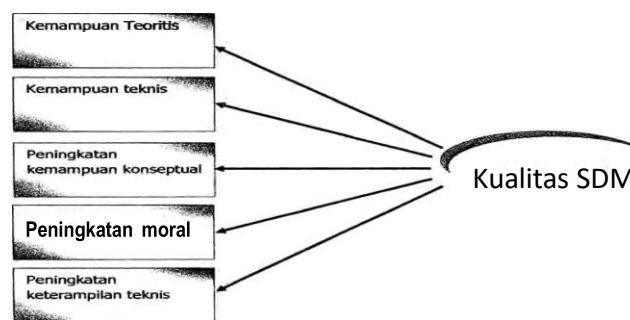 Kemampuan Teoritis
Kemampuan teknis
Peningkatan
kemampuan konseptual
Peningkatan moral
Peningkatan
keterampilan teknis
Kualitas SDM